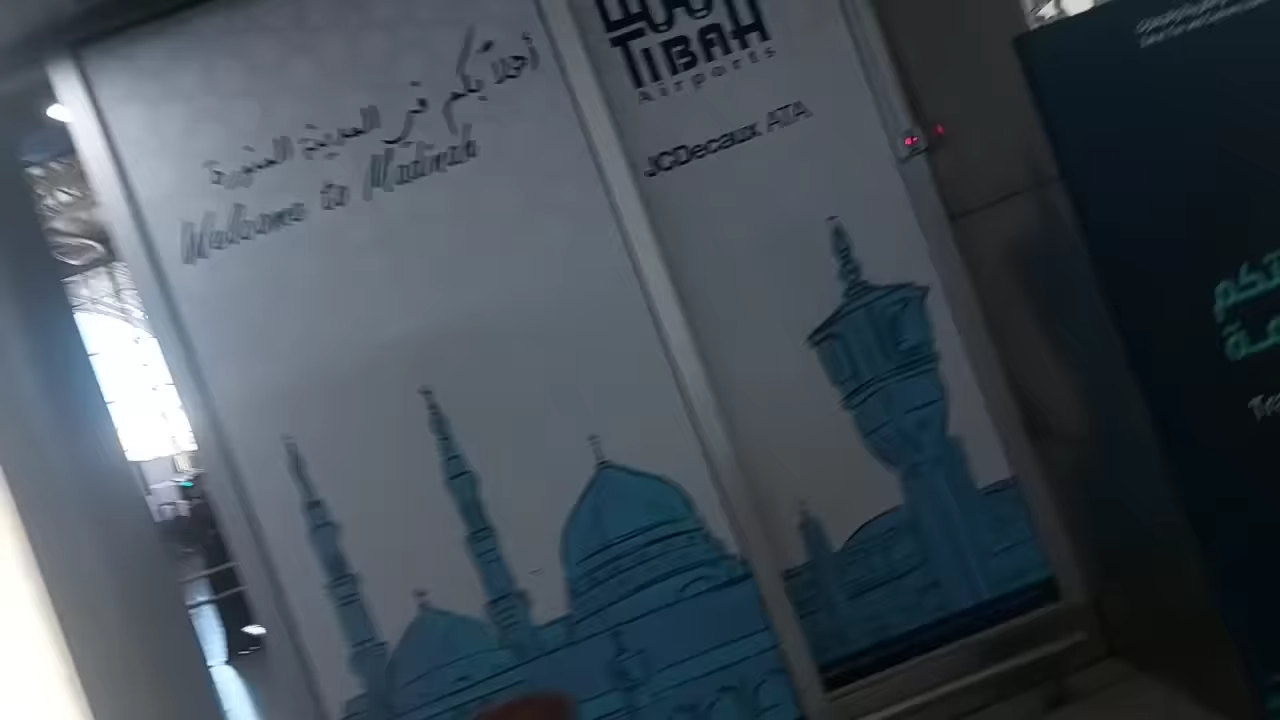 أهلاً بكم في المدينة المنورة
Welcome to Madinah
TIBAH
Airports
JCDecaux ATA